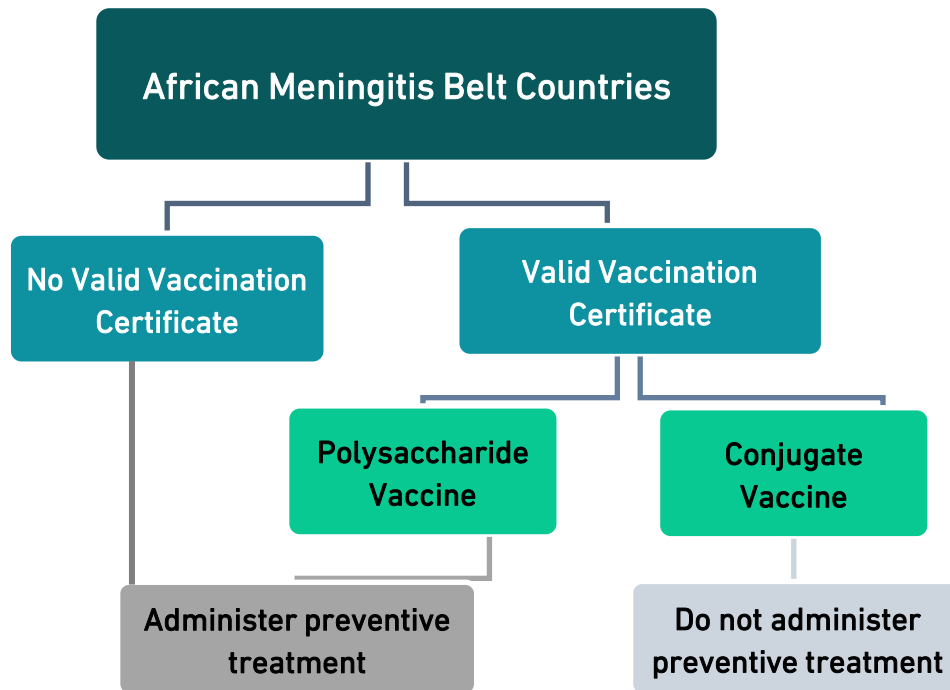 African Meningitis Belt Countries
No Valid Vaccination
Certificate
Valid Vaccination
Certificate
Polysaccharide
Vaccine
Conjugate
Vaccine
Administer preventive
treatment
Do not administer
preventive treatment